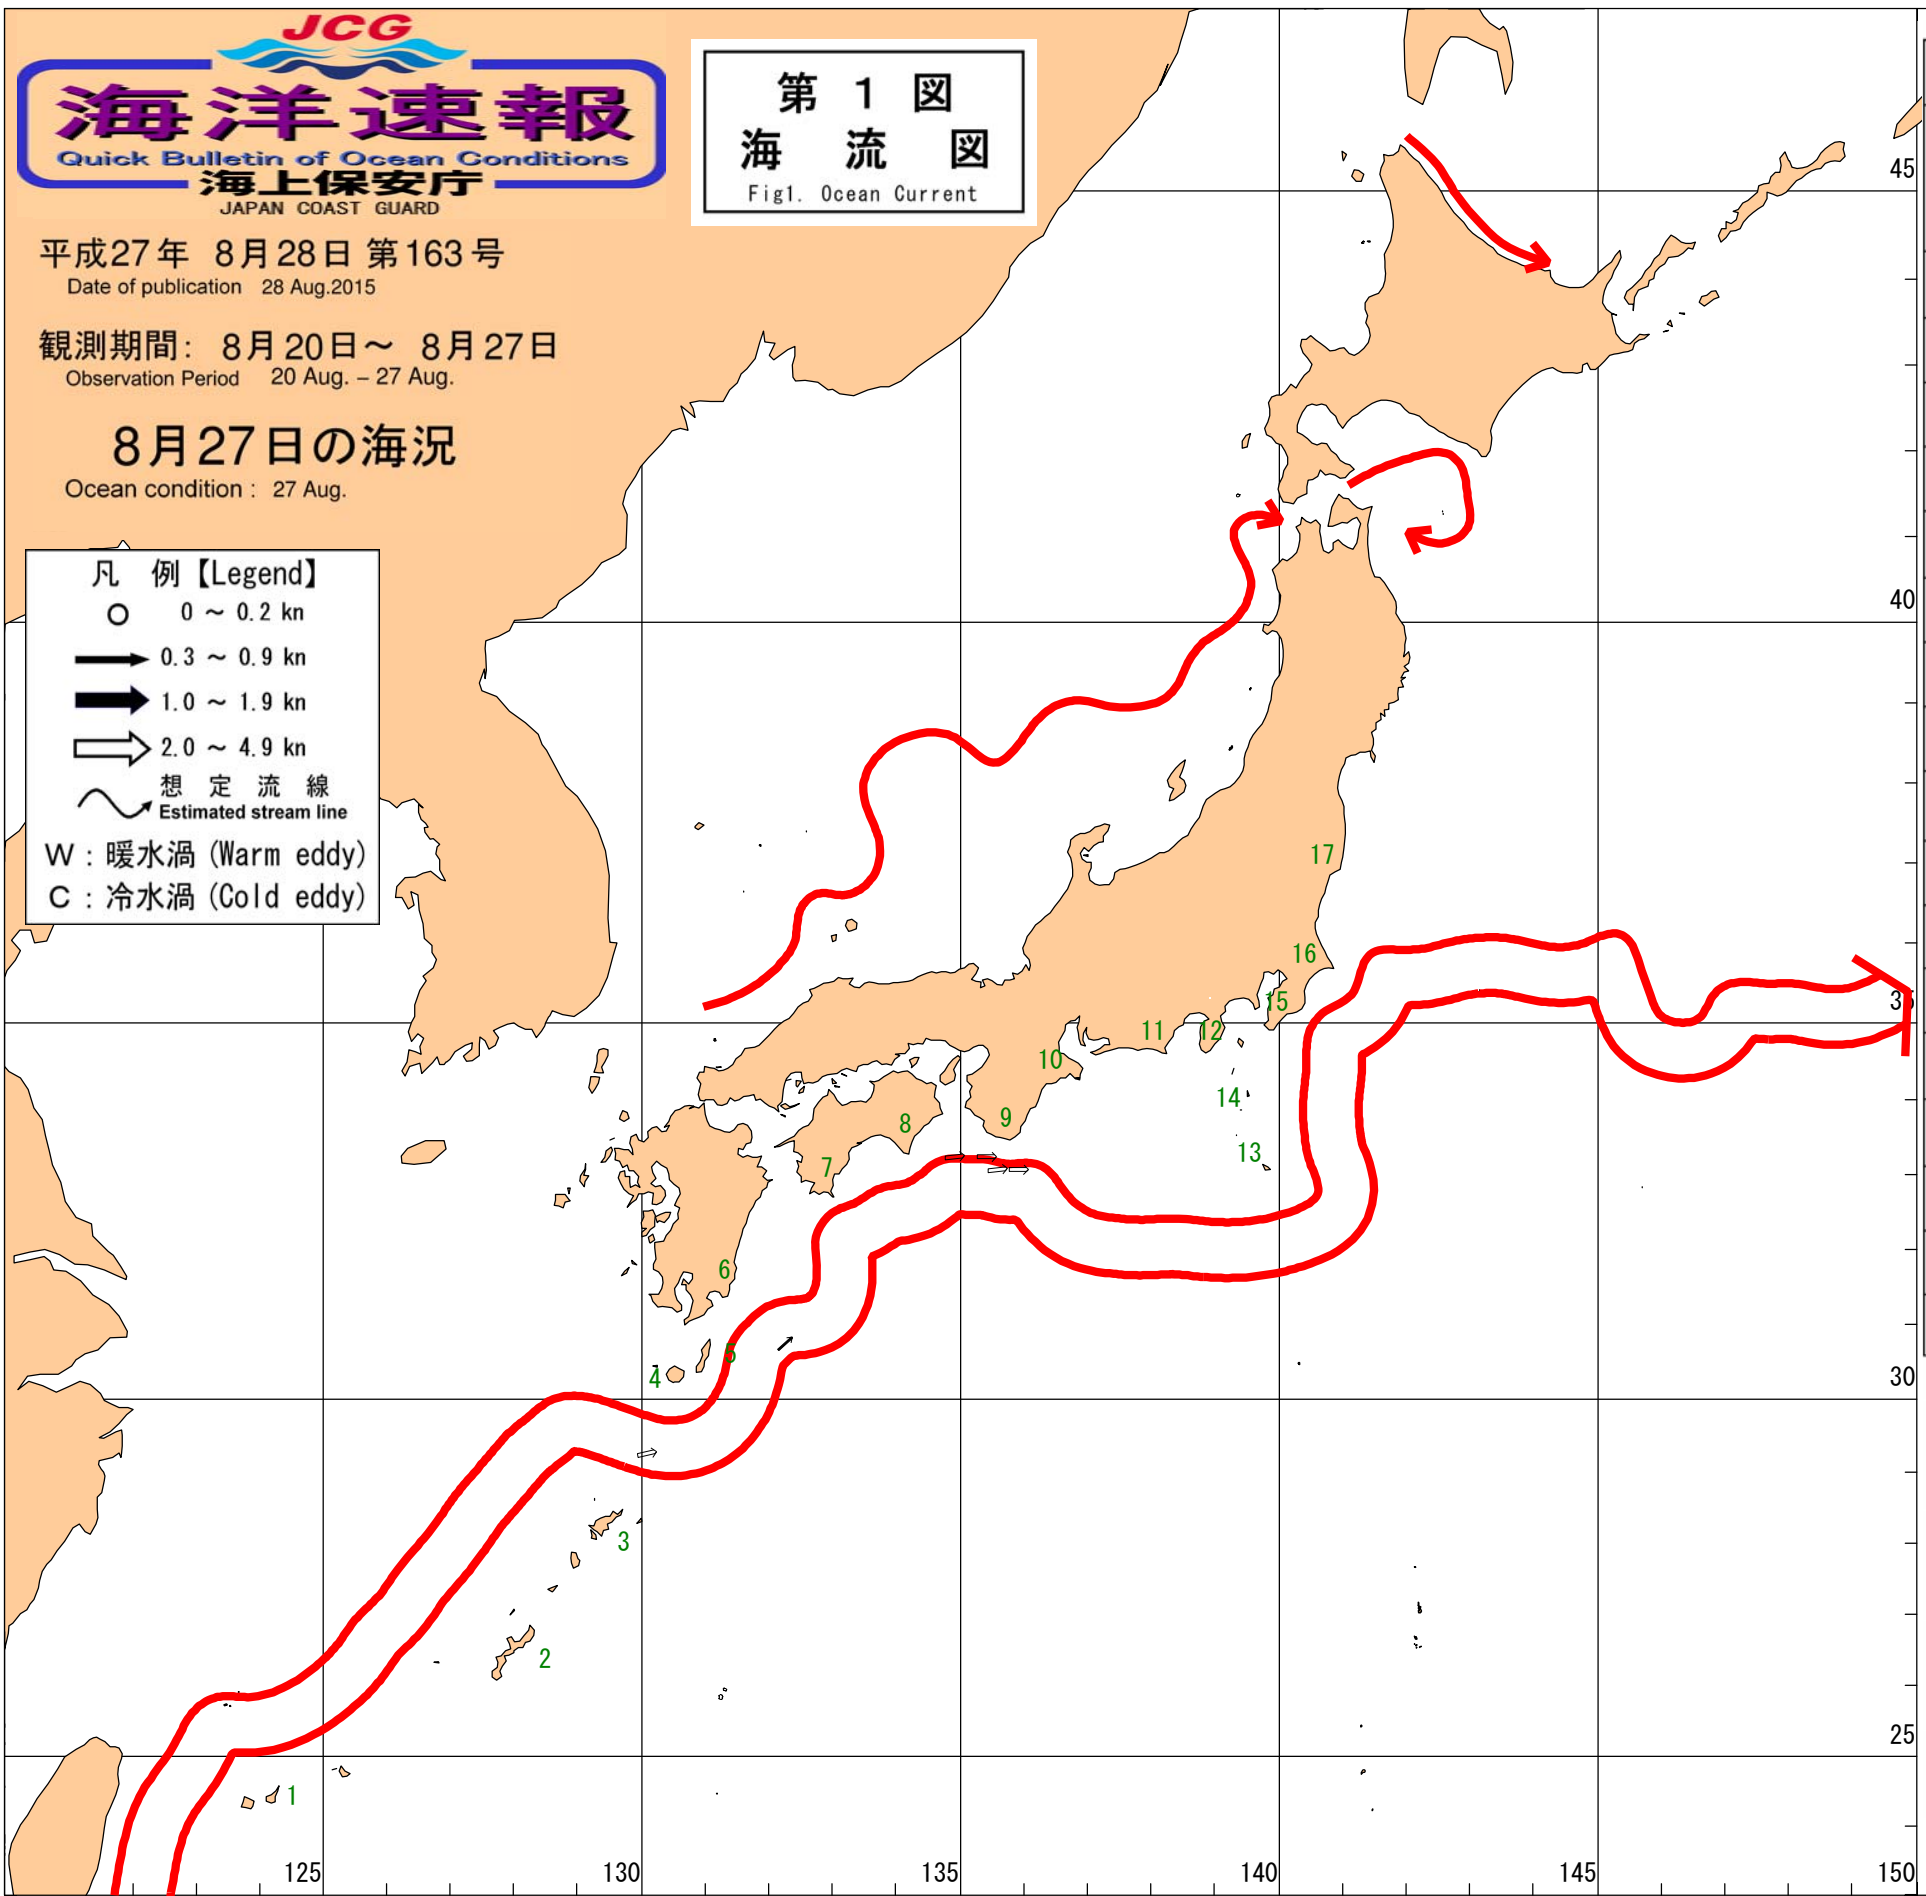 JCG
海洋速報
Quick Bulletin of Ocean Conditions
海上保安庁
JAPAN COAST GUARD
第 1 図
海 流 図
Fig1. Ocean Current
平成27年 8月28日 第163号
Date of publication 28 Aug.2015
観測期間: 8月20日～ 8月27日
Observation Period 20 Aug. – 27 Aug.
8月27日の海況
Ocean condition : 27 Aug.
凡 例【Legend】
0 ～ 0.2 kn
0.3 ～ 0.9 kn
1.0 ～ 1.9 kn
2.0 ～ 4.9 kn
想 定 流 線
Estimated stream line
W : 暖水渦 (Warm eddy)
C : 冷水渦 (Cold eddy)
45
40
35
30
25
17
16
15
12
11
10
14
13
9
8
7
6
5
4
3
2
1
125
130
135
140
145
150